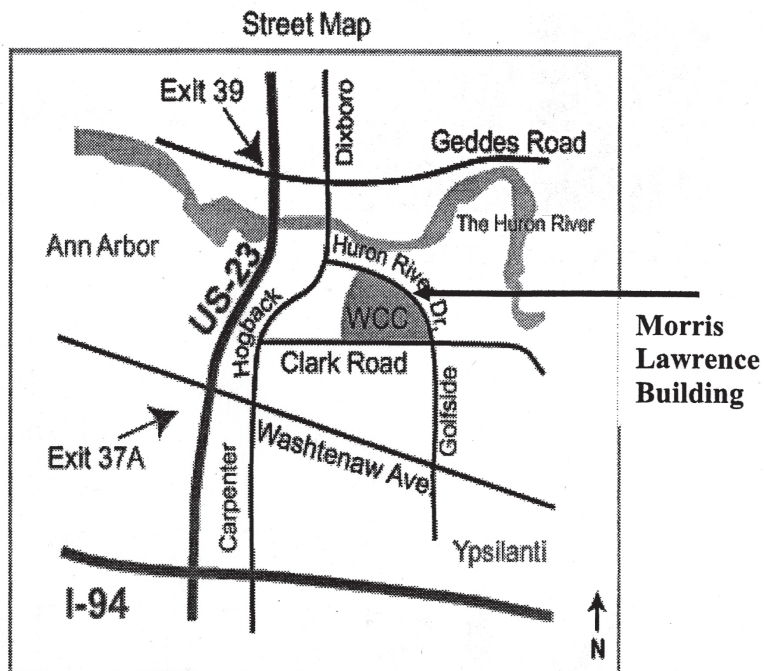 Street Map
Exit 39
Dixboro
Geddes Road
The Huron River
Ann Arbor
US-23
Huron River Dr.
Hogback
WCC
Morris
Lawrence
Building
Clark Road
Golfside
Exit 37A
Washtenaw Ave.
Carpenter
Ypsilanti
I-94
N